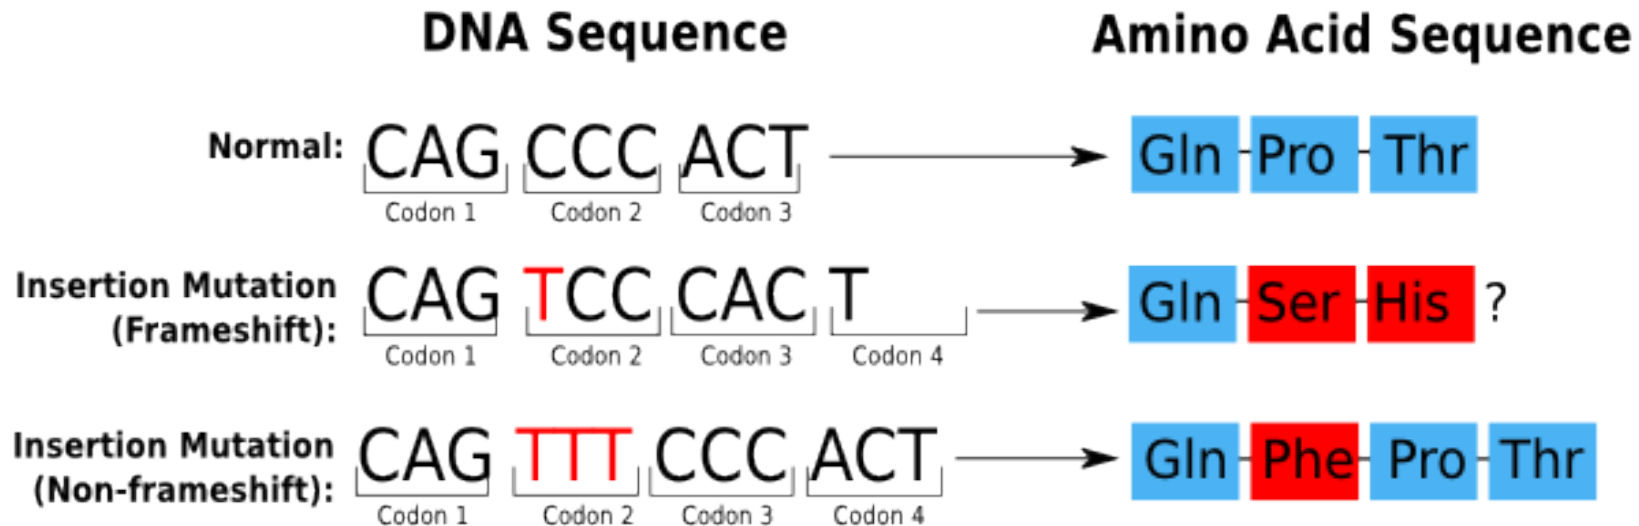 DNA Sequence Amino Acid Sequence
Normal: CAG CCC ACT Gln Pro Thr
Codon 1 Codon 2 Codon 3
Insertion Mutation
(Frameshift): CAG TCC CAC T Gln Ser His ?
Codon 1 Codon 2 Codon 3 Codon 4
Insertion Mutation
(Non-frameshift): CAG TTT CCC ACT Gln Phe Pro Thr
Codon 1 Codon 2 Codon 3 Codon 4